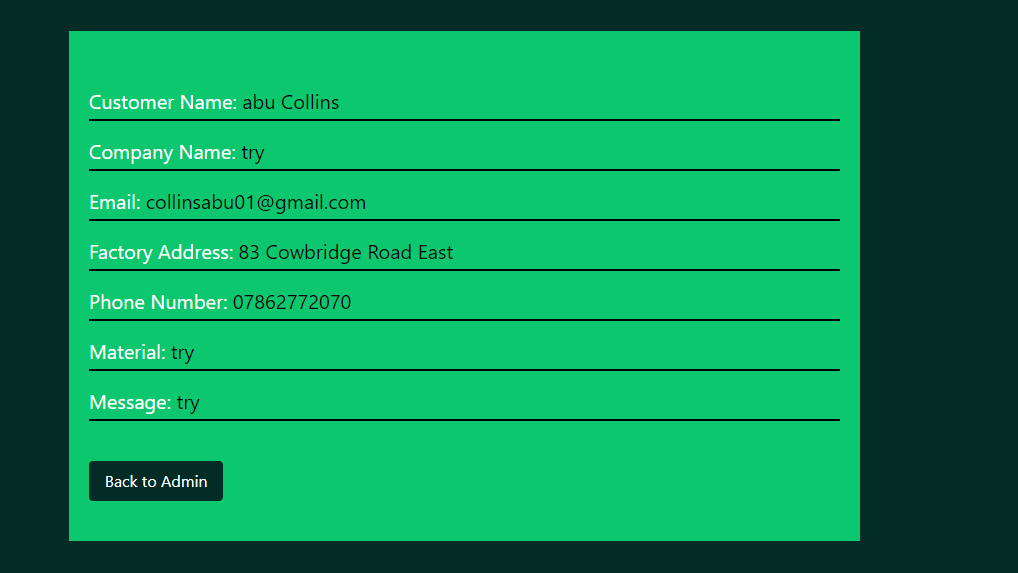 Customer Name: abu Collins
Company Name: try
Email: collinsabu01@gmail.com
Factory Address: 83 Cowbridge Road East
Phone Number: 07862772070
Material: try
Message: try
Back to Admin